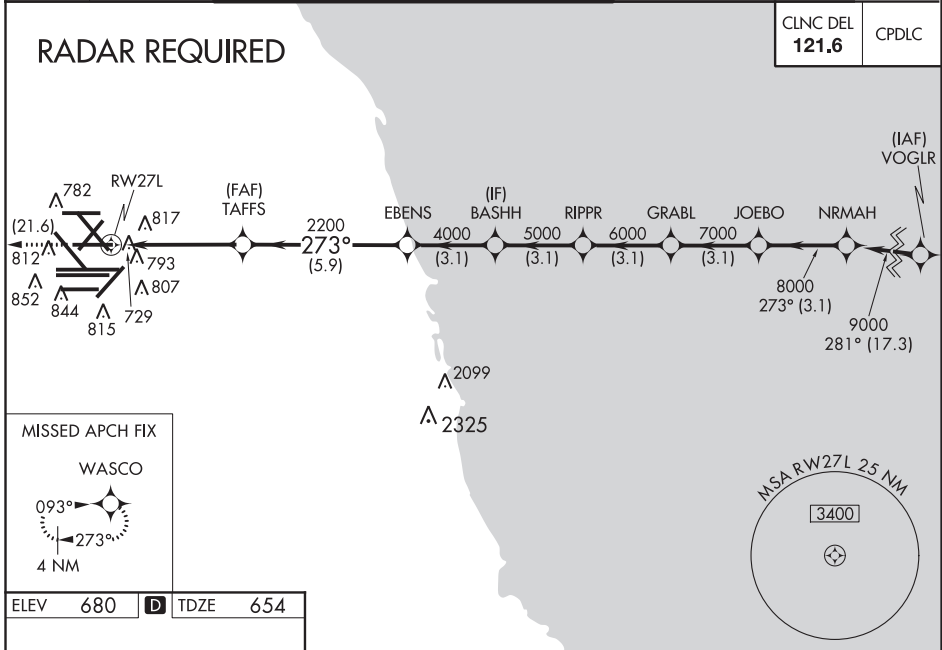 RADAR REQUIRED
CLNC DEL
121.6
CPDLC
(IAF)
VOGLR
782
RW27L
817
(21.6)
812
793
852
844
807
815
729
(FAF)
TAFFS
2200
273°
(5.9)
EBENS
4000
(3.1)
(IF)
BASHH
5000
(3.1)
RIPPR
6000
(3.1)
GRABL
7000
(3.1)
JOEBO
NRMAH
8000
273° (3.1)
9000
281° (17.3)
2099
2325
MISSED APCH FIX
WASCO
093°
273°
4 NM
MSA RW27L 25 NM
3400
ELEV 680 D TDZE 654